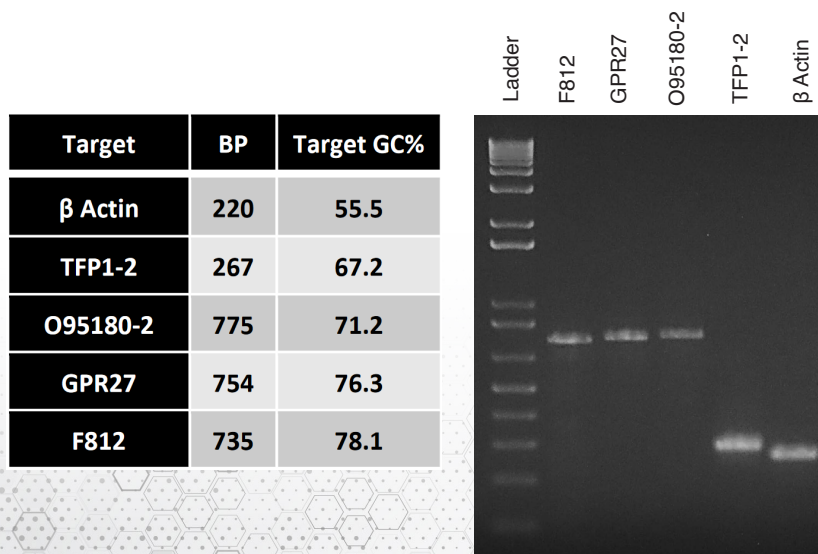 Target BP Target GC%
β Actin 220 55.5
TFP1-2 267 67.2
O95180-2 775 71.2
GPR27 754 76.3
F812 735 78.1
Ladder
F812
GPR27
O95180-2
TFP1-2
β Actin